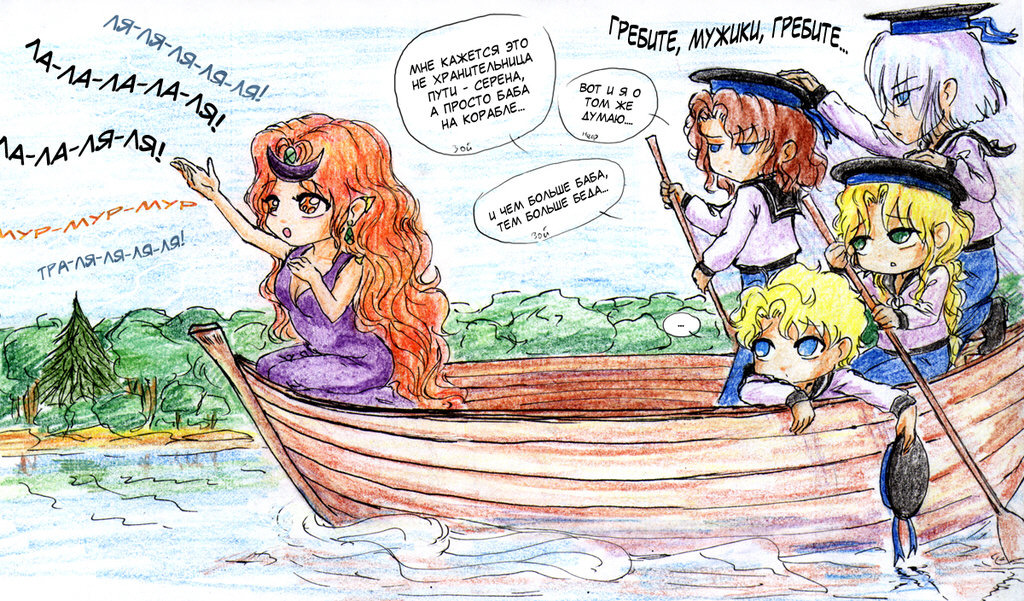 ЛЯ-ЛЯ-ЛЯ-ЛЯ-ЛЯ!
ЛА-ЛА-ЛА-ЛА-ЛЯ!
ЛА-ЛА-ЛЯ-ЛЯ!
МУР-МУР-МУР
ТРА-ЛЯ-ЛЯ-ЛЯ-ЛЯ!
МНЕ КАЖЕТСЯ ЭТО
НЕ ХРАНИТЕЛЬНИЦА
ПУТИ - СЕРЕНА,
А ПРОСТО БАБА
НА КОРАБЛЕ...
Зой
ВОТ И Я О
ТОМ ЖЕ
ДУМАЮ...
Неф
И ЧЕМ БОЛЬШЕ БАБА,
ТЕМ БОЛЬШЕ БЕДА...
Зой
ГРЕБИТЕ, МУЖИКИ, ГРЕБИТЕ...
...